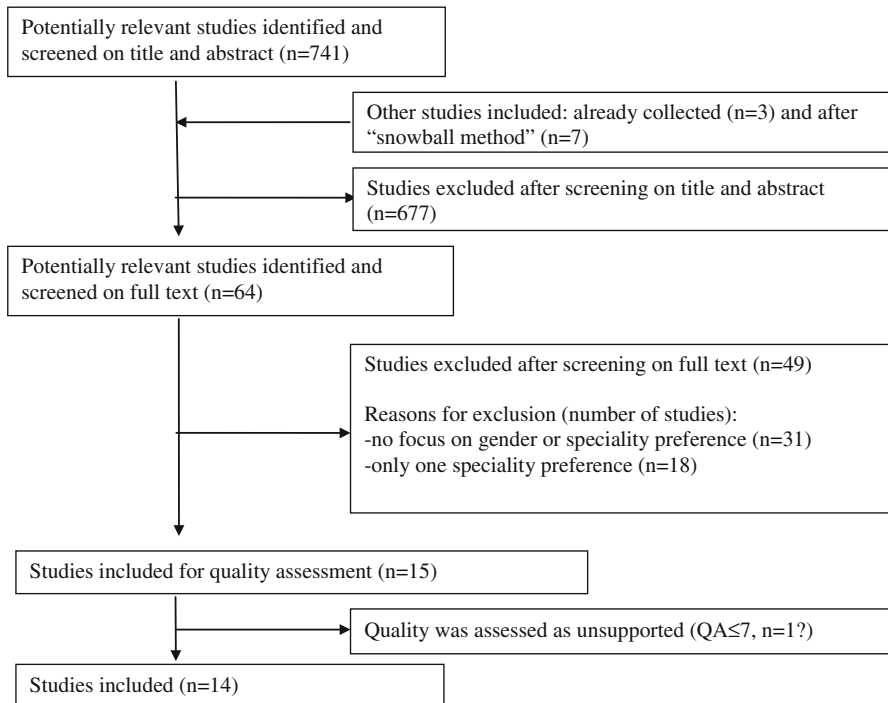 Potentially relevant studies identified and
screened on title and abstract (n=741)
Other studies included: already collected (n=3) and after
“snowball method” (n=7)
Studies excluded after screening on title and abstract
(n=677)
Potentially relevant studies identified and
screened on full text (n=64)
Studies excluded after screening on full text (n=49)
Reasons for exclusion (number of studies):
-no focus on gender or speciality preference (n=31)
-only one speciality preference (n=18)
Studies included for quality assessment (n=15)
Quality was assessed as unsupported (QA≤7, n=1?)
Studies included (n=14)